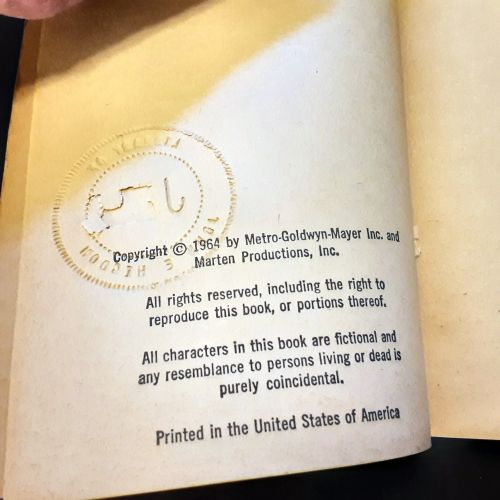 Copyright © 1964 by Metro-Goldwyn-Mayer Inc. and
Marten Productions, Inc.
All rights reserved, including the right to
reproduce this book, or portions thereof.
All characters in this book are fictional and
any resemblance to persons living or dead is
purely coincidental.
Printed in the United States of America